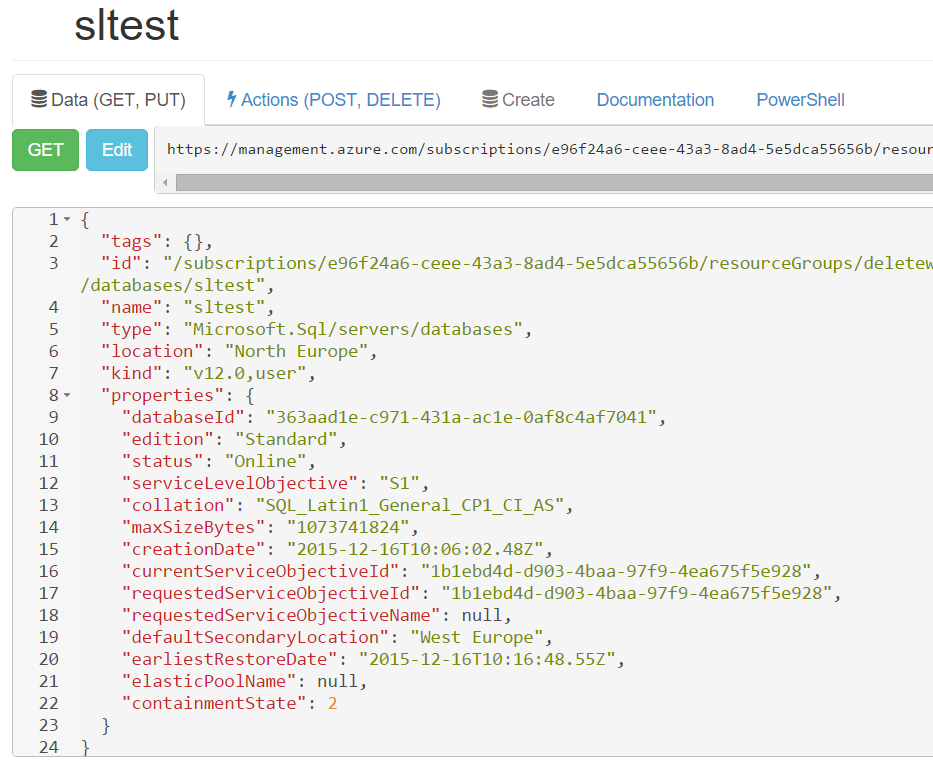 sltest
Data (GET, PUT) Actions (POST, DELETE) Create Documentation PowerShell
GET Edit https://management.azure.com/subscriptions/e96f24a6-ceee-43a3-8ad4-5e5dca55656b/resour
1 {
2 "tags": {},
3 "id": "/subscriptions/e96f24a6-ceee-43a3-8ad4-5e5dca55656b/resourceGroups/deletew
/databases/sltest",
4 "name": "sltest",
5 "type": "Microsoft.Sql/servers/databases",
6 "location": "North Europe",
7 "kind": "v12.0,user",
8 "properties": {
9 "databaseId": "363aad1e-c971-431a-ac1e-0af8c4af7041",
10 "edition": "Standard",
11 "status": "Online",
12 "serviceLevelObjective": "S1",
13 "collation": "SQL_Latin1_General_CP1_CI_AS",
14 "maxSizeBytes": "1073741824",
15 "creationDate": "2015-12-16T10:06:02.48Z",
16 "currentServiceObjectiveId": "1b1ebd4d-d903-4baa-97f9-4ea675f5e928",
17 "requestedServiceObjectiveId": "1b1ebd4d-d903-4baa-97f9-4ea675f5e928",
18 "requestedServiceObjectiveName": null,
19 "defaultSecondaryLocation": "West Europe",
20 "earliestRestoreDate": "2015-12-16T10:16:48.55Z",
21 "elasticPoolName": null,
22 "containmentState": 2
23 }
24 }